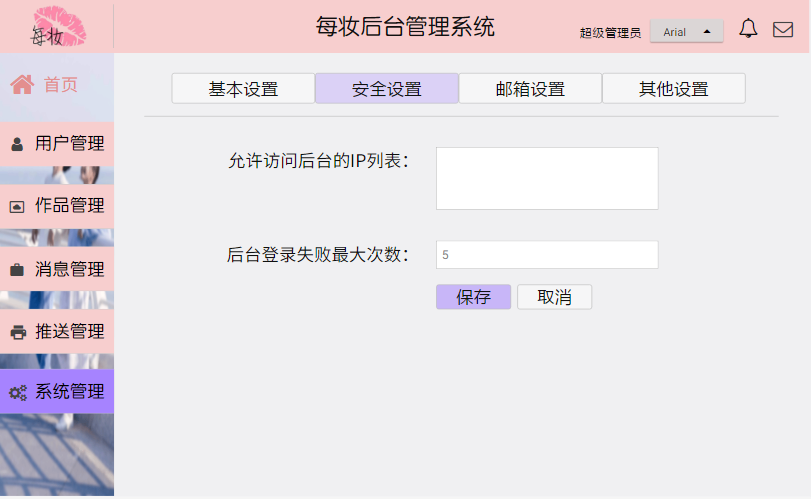 每妆
每妆后台管理系统
超级管理员
Arial
首页
用户管理
作品管理
消息管理
推送管理
系统管理
基本设置
安全设置
邮箱设置
其他设置
允许访问后台的IP列表:
后台登录失败最大次数:
5
保存
取消